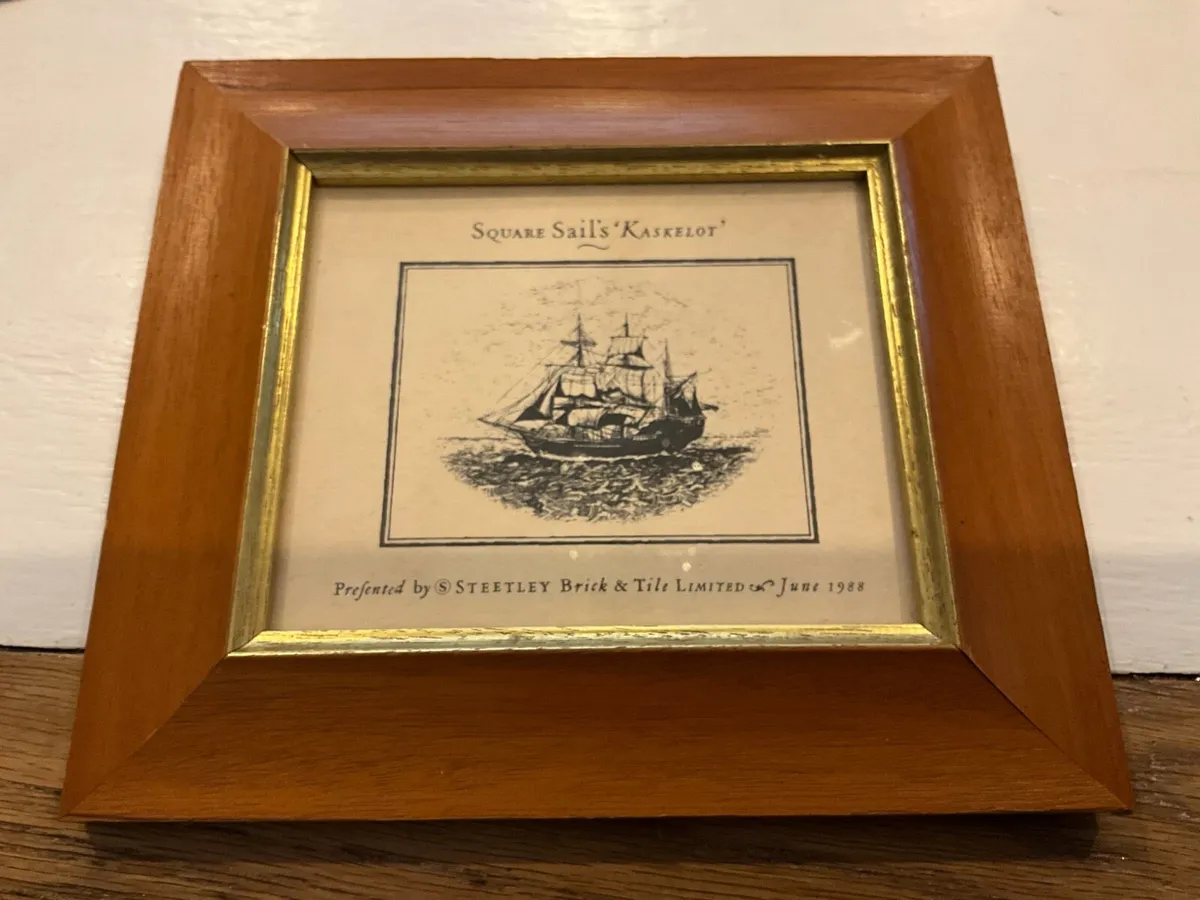 Square Sail's 'Kaskelot'
Preſented by Ⓢ STEETLEY Brick & Tile LIMITED June 1988